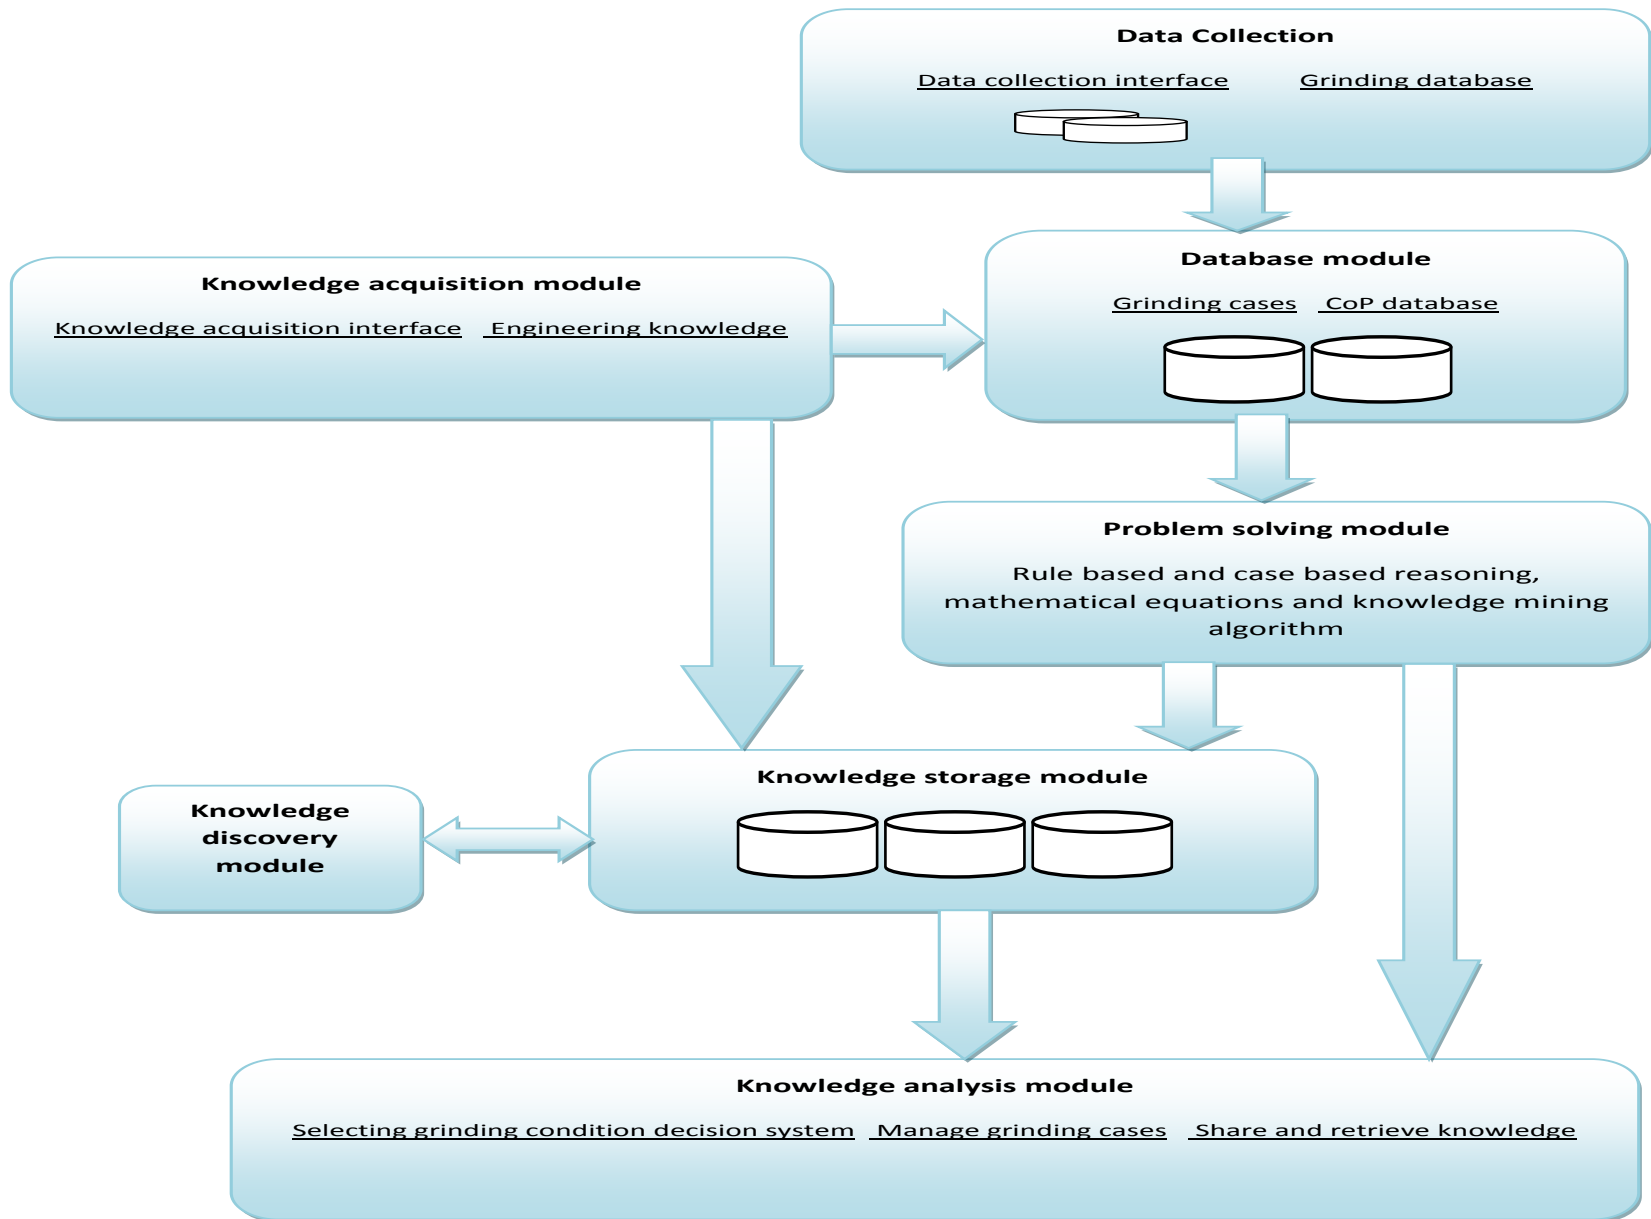 Data Collection
Data collection interface Grinding database
Knowledge acquisition module
Knowledge acquisition interface Engineering knowledge
Database module
Grinding cases CoP database
Problem solving module
Rule based and case based reasoning,
mathematical equations and knowledge mining
algorithm
Knowledge storage module
Knowledge
discovery
module
Knowledge analysis module
Selecting grinding condition decision system Manage grinding cases Share and retrieve knowledge